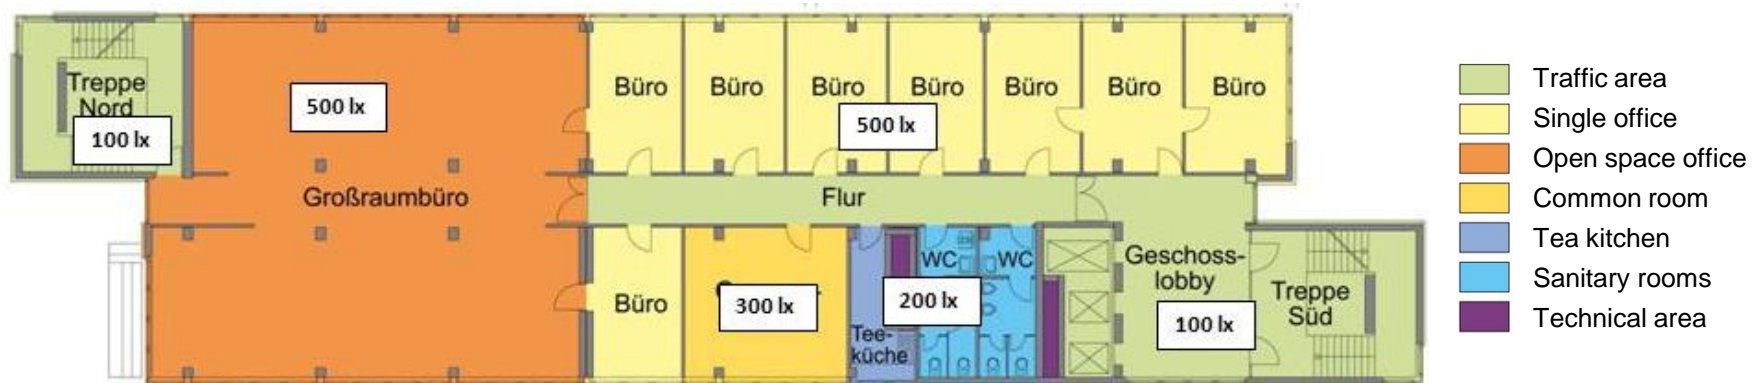 Treppe
Nord
100 lx
500 lx
Großraumbüro
Büro
Büro
Büro
Büro
Büro
Büro
Büro
500 lx
Flur
Büro
300 lx
Tee-
küche
WC
WC
200 lx
Geschoss-
lobby
100 lx
Treppe
Süd
Traffic area
Single office
Open space office
Common room
Tea kitchen
Sanitary rooms
Technical area